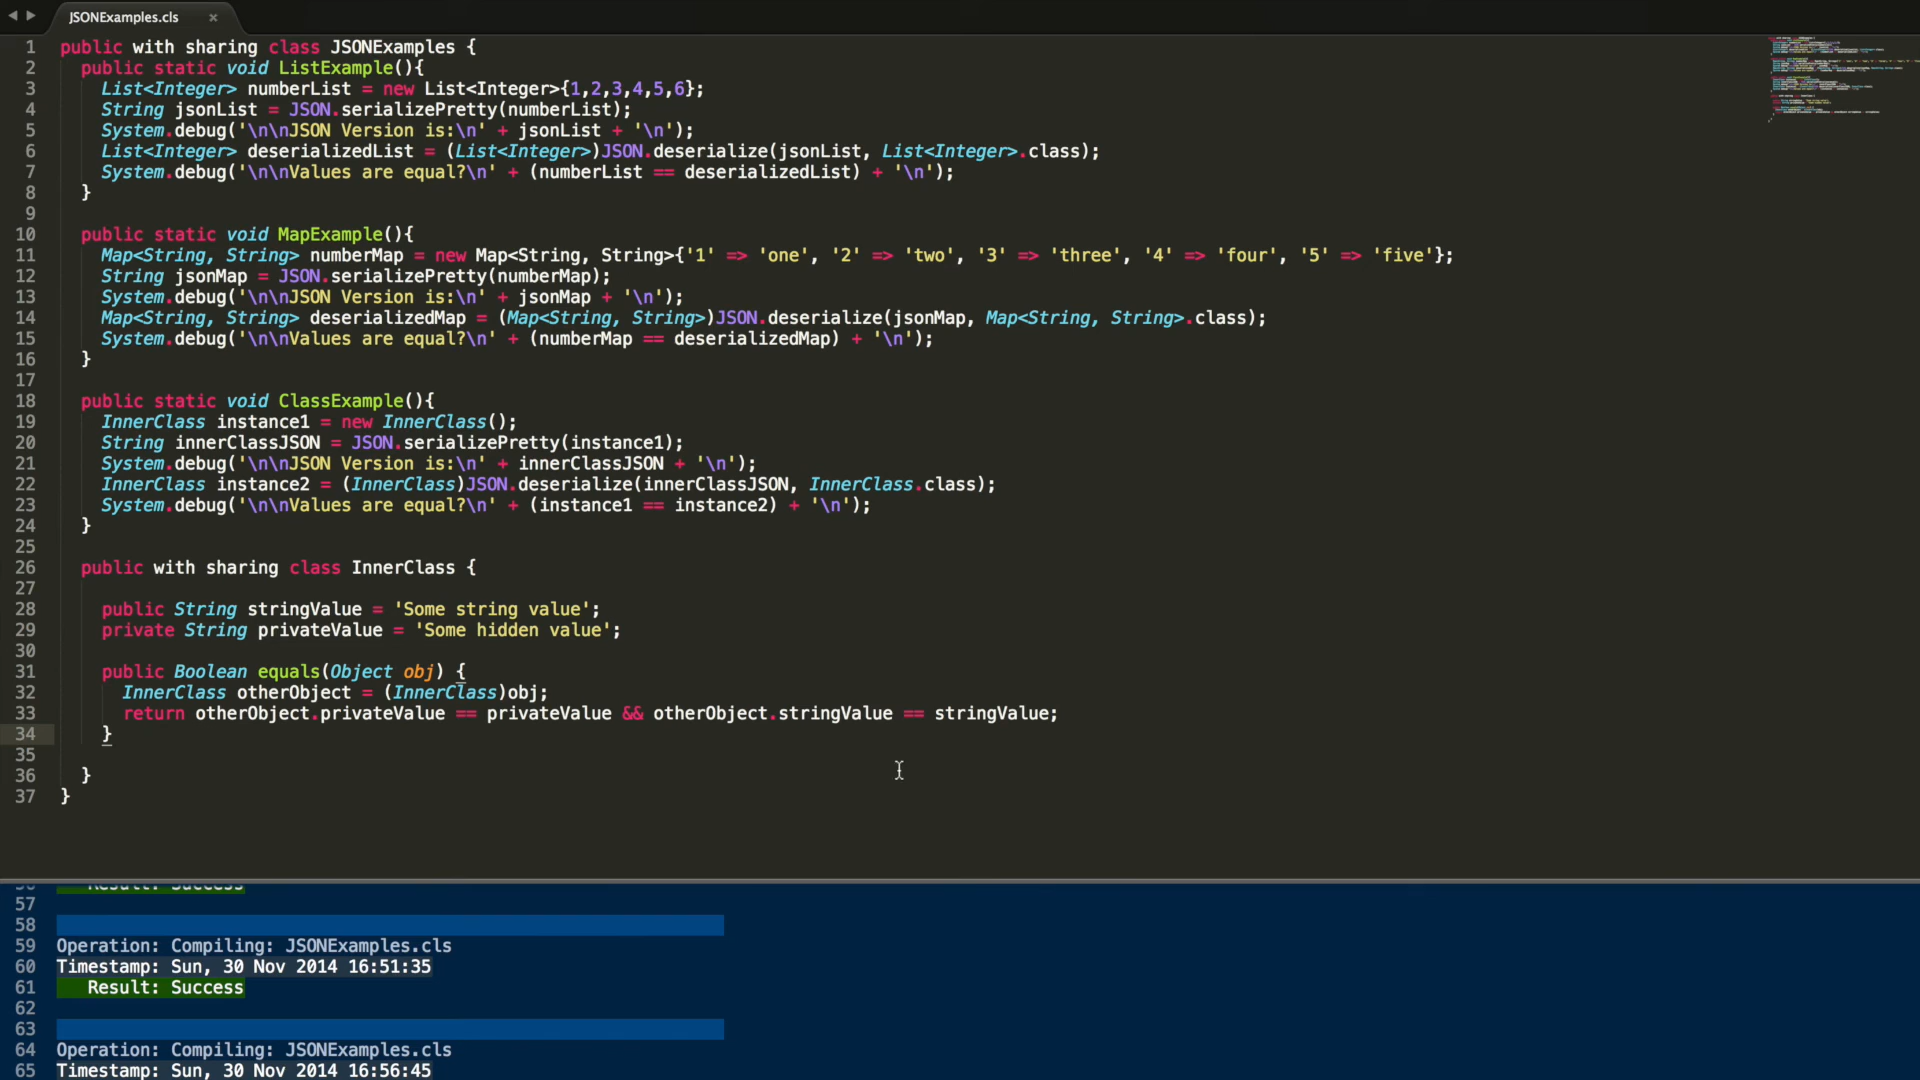 JSONExamples.cls ×
1 public with sharing class JSONExamples {
2 public static void ListExample(){
3 List<Integer> numberList = new List<Integer>{1,2,3,4,5,6};
4 String jsonList = JSON.serializePretty(numberList);
5 System.debug('\n\nJSON Version is:\n' + jsonList + '\n');
6 List<Integer> deserializedList = (List<Integer>)JSON.deserialize(jsonList, List<Integer>.class);
7 System.debug('\n\nValues are equal?\n' + (numberList == deserializedList) + '\n');
8 }
9
10 public static void MapExample(){
11 Map<String, String> numberMap = new Map<String, String>{'1' => 'one', '2' => 'two', '3' => 'three', '4' => 'four', '5' => 'five'};
12 String jsonMap = JSON.serializePretty(numberMap);
13 System.debug('\n\nJSON Version is:\n' + jsonMap + '\n');
14 Map<String, String> deserializedMap = (Map<String, String>)JSON.deserialize(jsonMap, Map<String, String>.class);
15 System.debug('\n\nValues are equal?\n' + (numberMap == deserializedMap) + '\n');
16 }
17
18 public static void ClassExample(){
19 InnerClass instance1 = new InnerClass();
20 String innerClassJSON = JSON.serializePretty(instance1);
21 System.debug('\n\nJSON Version is:\n' + innerClassJSON + '\n');
22 InnerClass instance2 = (InnerClass)JSON.deserialize(innerClassJSON, InnerClass.class);
23 System.debug('\n\nValues are equal?\n' + (instance1 == instance2) + '\n');
24 }
25
26 public with sharing class InnerClass {
27
28 public String stringValue = 'Some string value';
29 private String privateValue = 'Some hidden value';
30
31 public Boolean equals(Object obj) {
32 InnerClass otherObject = (InnerClass)obj;
33 return otherObject.privateValue == privateValue && otherObject.stringValue == stringValue;
34 }
35
36 }
37 }
56 Result: Success
57
58
59 Operation: Compiling: JSONExamples.cls
60 Timestamp: Sun, 30 Nov 2014 16:51:35
61 Result: Success
62
63
64 Operation: Compiling: JSONExamples.cls
65 Timestamp: Sun, 30 Nov 2014 16:56:45